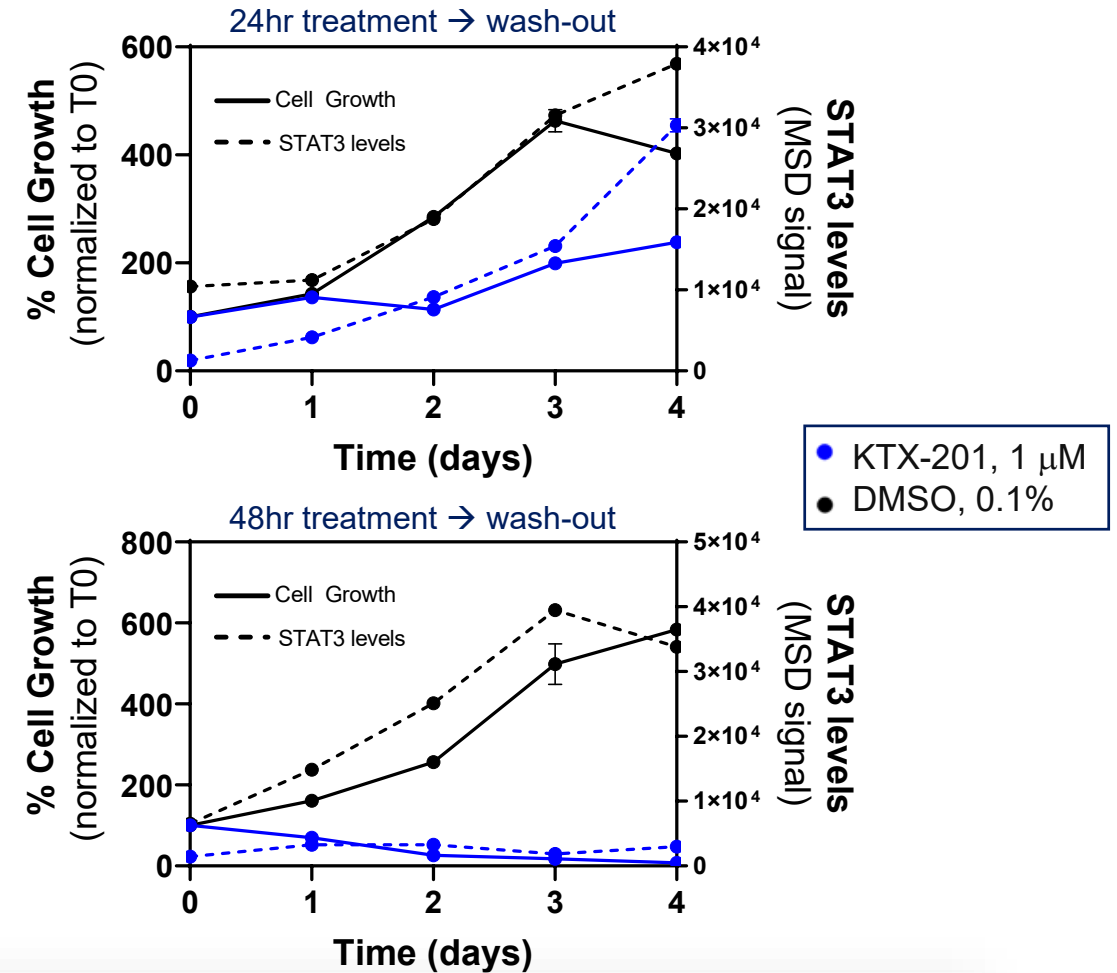 24hr treatment → wash-out
600
400
200
0
% Cell Growth
(normalized to T0)
Cell Growth
STAT3 levels
4×10⁴
3×10⁴
2×10⁴
1×10⁴
0
STAT3 levels
(MSD signal)
0 1 2 3 4
Time (days)
KTX-201, 1 μM
DMSO, 0.1%
48hr treatment → wash-out
800
600
400
200
0
% Cell Growth
(normalized to T0)
Cell Growth
STAT3 levels
5×10⁴
4×10⁴
3×10⁴
2×10⁴
1×10⁴
0
STAT3 levels
(MSD signal)
0 1 2 3 4
Time (days)